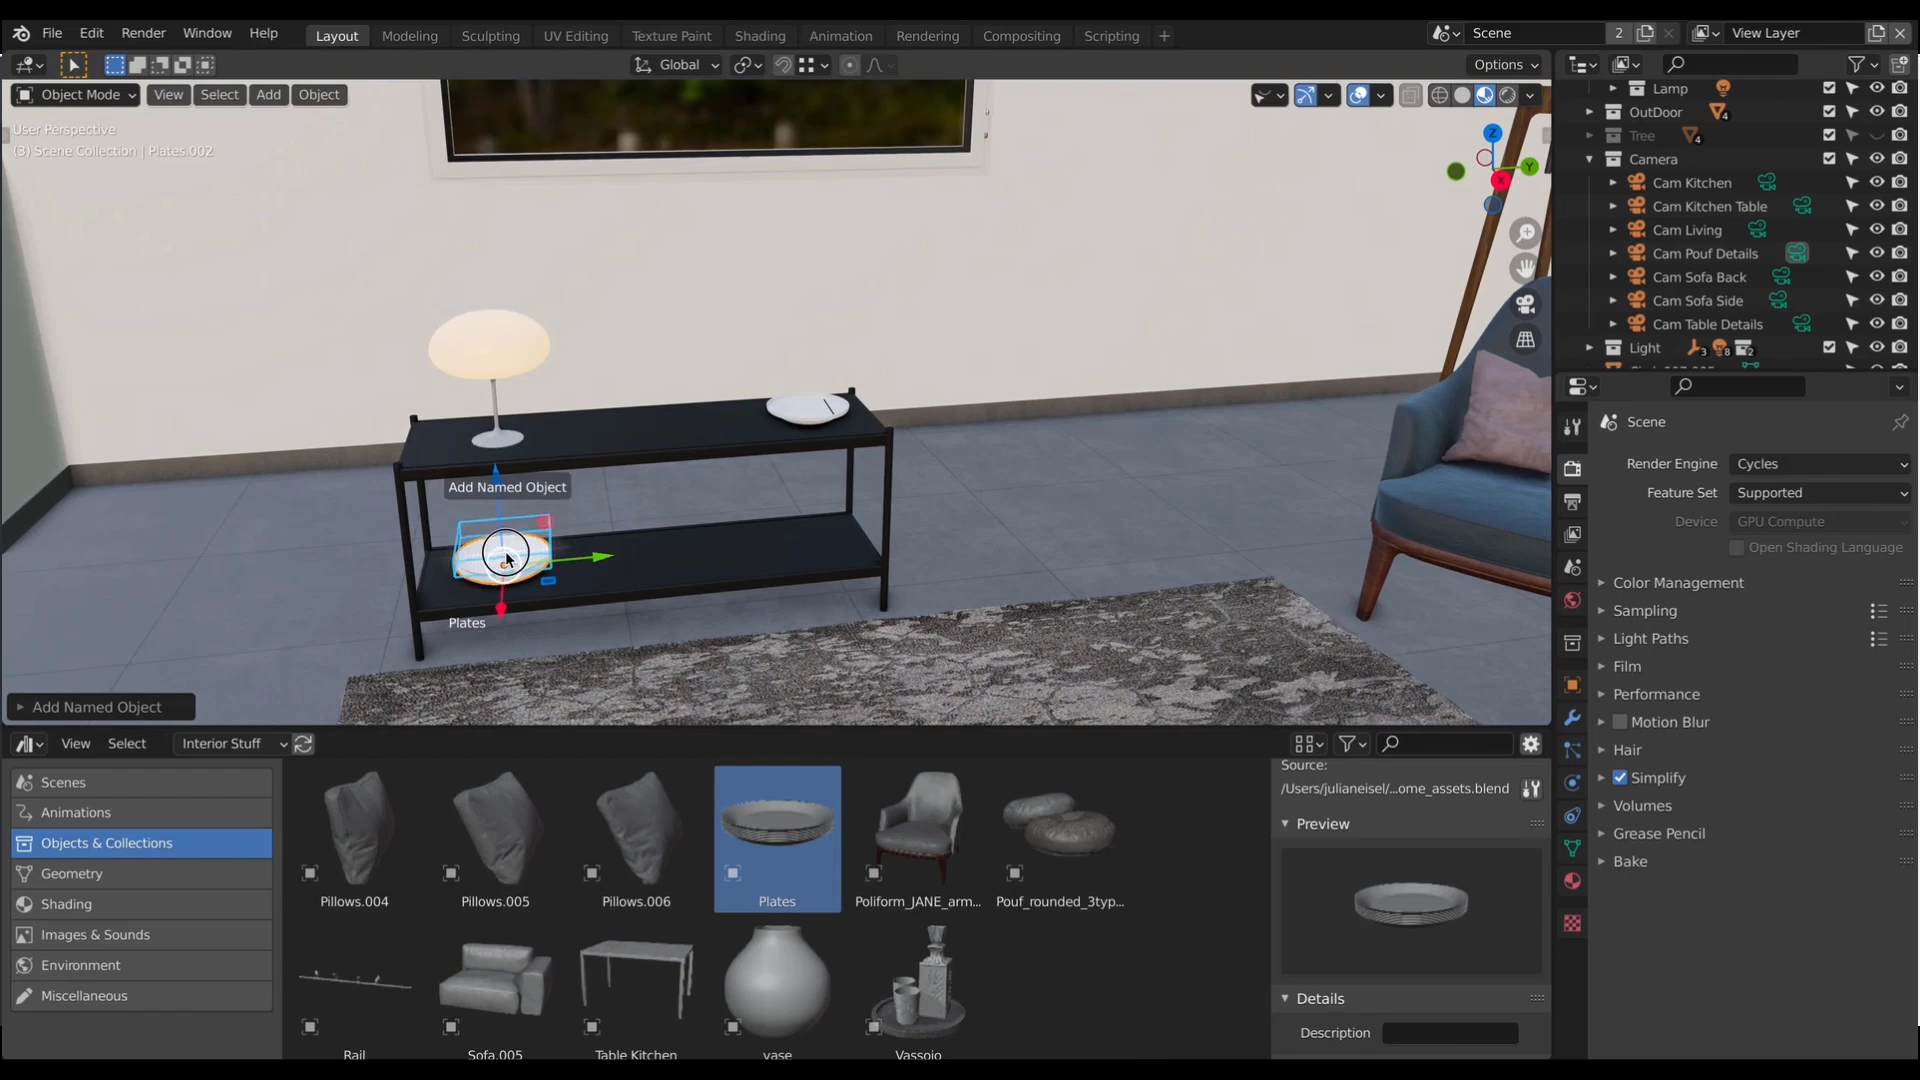 File Edit Render Window Help Layout Modeling Sculpting UV Editing Texture Paint Shading Animation Rendering Compositing Scripting + Scene 2 View Layer
Global Options
Object Mode View Select Add Object
User Perspective
(3) Scene Collection | Plates.002
Z
Y
X
Add Named Object
Plates
Add Named Object
Lamp
OutDoor 4
Tree 4
Camera
Cam Kitchen
Cam Kitchen Table
Cam Living
Cam Pouf Details
Cam Sofa Back
Cam Sofa Side
Cam Table Details
Light 3 8 2
Scene
Render Engine Cycles
Feature Set Supported
Device GPU Compute
Open Shading Language
Color Management
Sampling
Light Paths
Film
Performance
Motion Blur
Hair
Simplify
Volumes
Grease Pencil
Bake
View Select Interior Stuff
Scenes
Animations
Objects & Collections
Geometry
Shading
Images & Sounds
Environment
Miscellaneous
Pillows.004 Pillows.005 Pillows.006 Plates Poliform_JANE_arm... Pouf_rounded_3typ...
Rail Sofa.005 Table Kitchen vase Vassoio
Source:
/Users/julianeisel/...ome_assets.blend
Preview
Details
Description